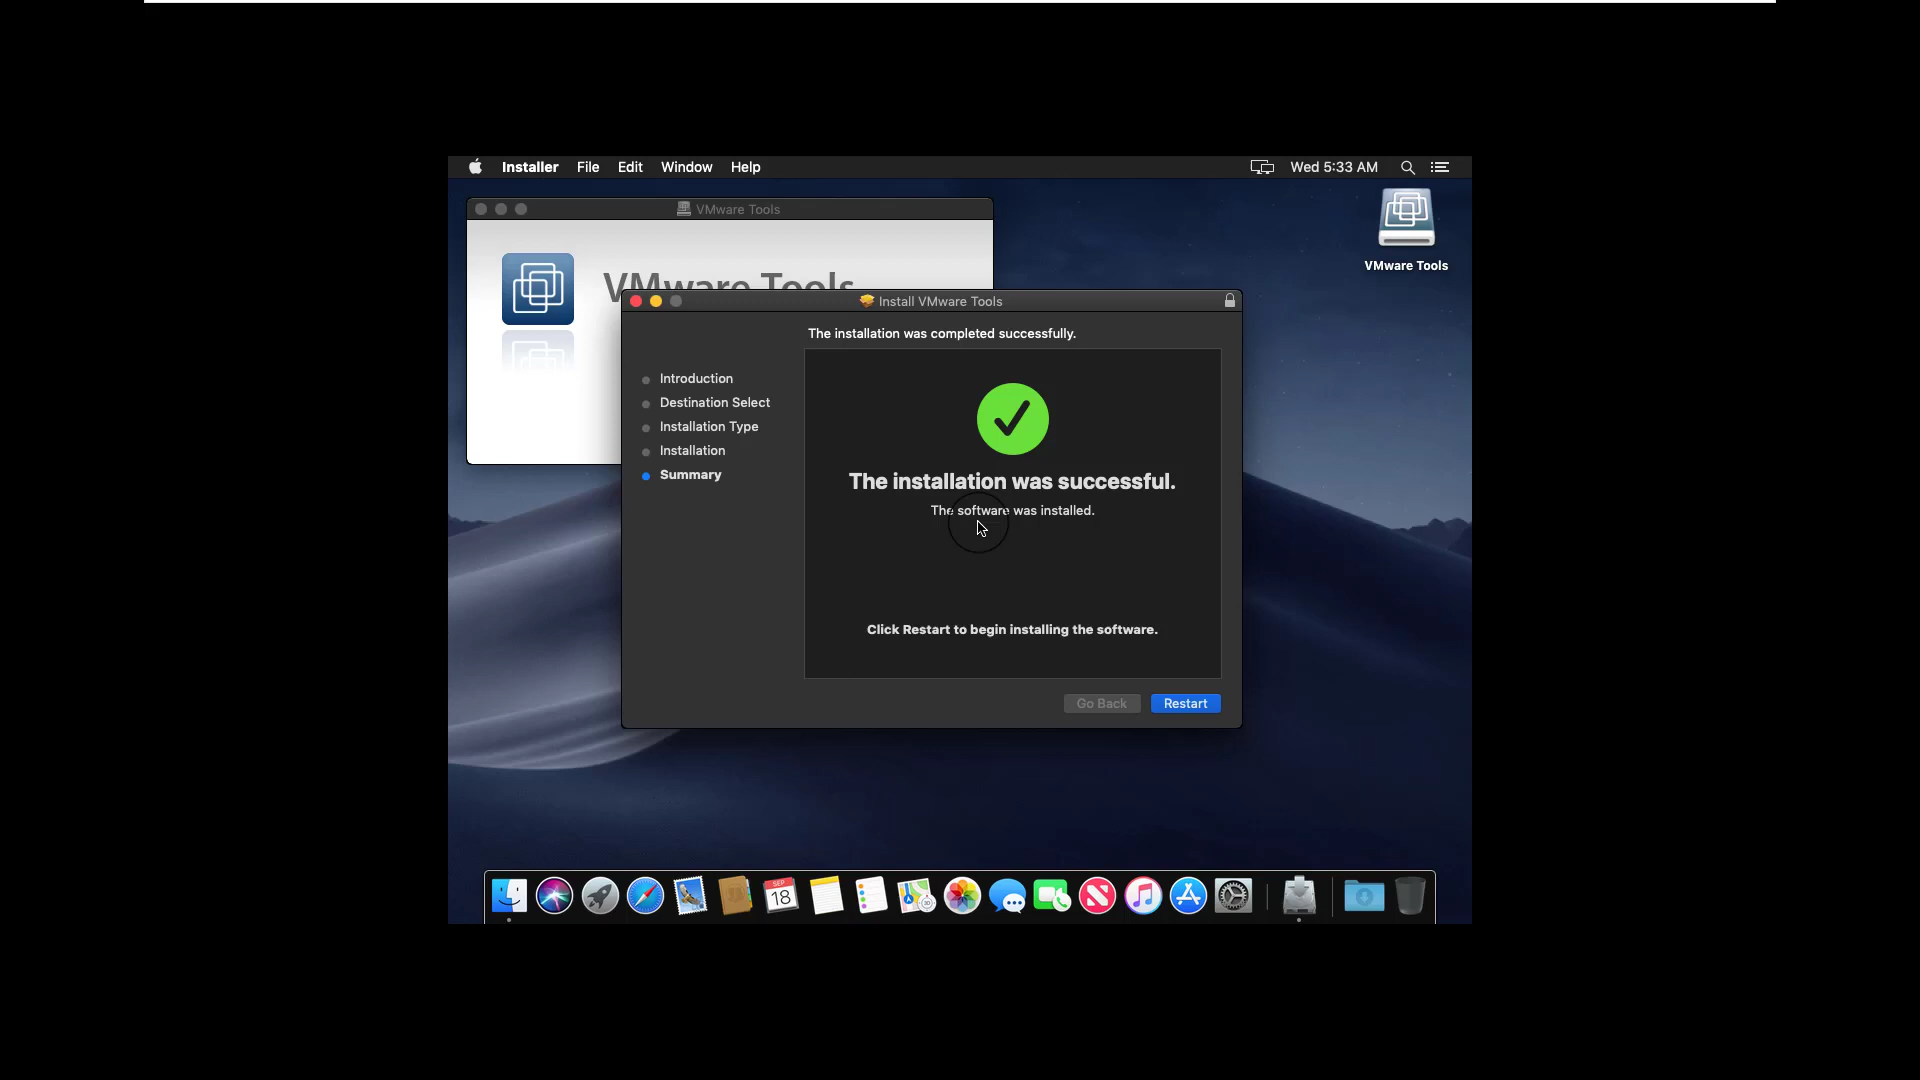 Installer File Edit Window Help Wed 5:33 AM
VMware Tools
VMware Tools
VMware Tools
Install VMware Tools
The installation was completed successfully.
Introduction
Destination Select
Installation Type
Installation
Summary
The installation was successful.
The software was installed.
Click Restart to begin installing the software.
Go Back Restart
SEP
18